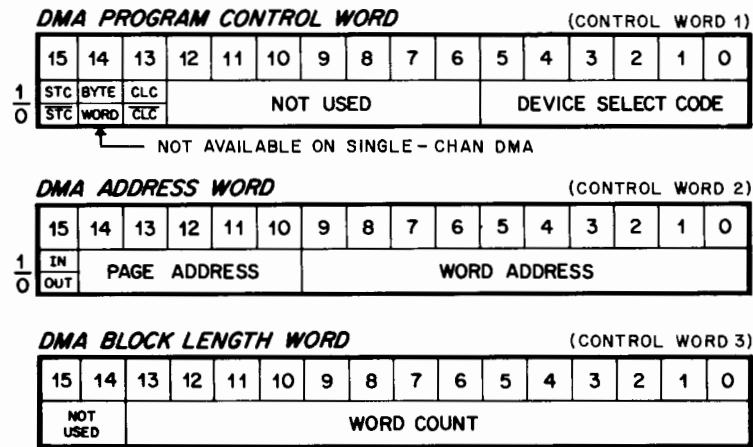 DMA PROGRAM CONTROL WORD (CONTROL WORD 1)
15 14 13 12 11 10 9 8 7 6 5 4 3 2 1 0
1 STC BYTE CLC NOT USED DEVICE SELECT CODE
0 STC WORD CLC
NOT AVAILABLE ON SINGLE-CHAN DMA
DMA ADDRESS WORD (CONTROL WORD 2)
15 14 13 12 11 10 9 8 7 6 5 4 3 2 1 0
1 IN PAGE ADDRESS WORD ADDRESS
0 OUT
DMA BLOCK LENGTH WORD (CONTROL WORD 3)
15 14 13 12 11 10 9 8 7 6 5 4 3 2 1 0
NOT USED WORD COUNT